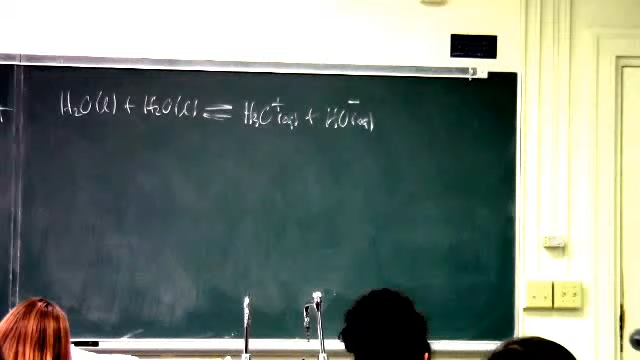 H₂O(l) + H₂O(l) ⇌ H₃O⁺(aq) + HO⁻(aq)